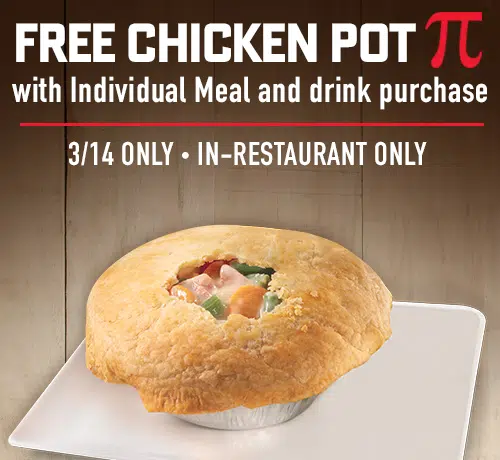 FREE CHICKEN POT π
with Individual Meal and drink purchase
3/14 ONLY • IN-RESTAURANT ONLY